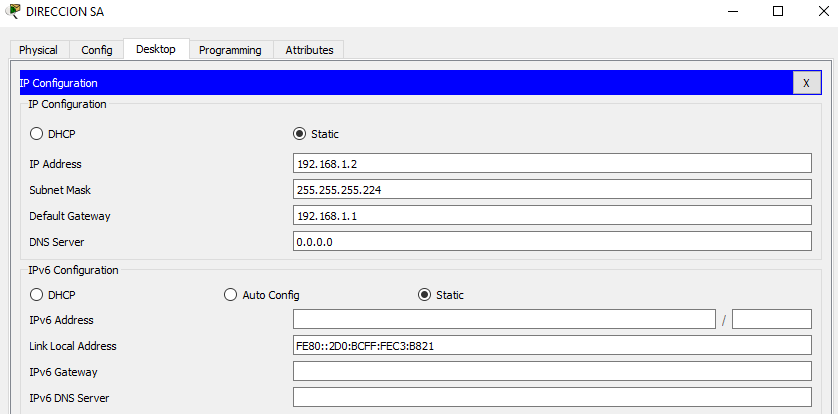 DIRECCION SA
Physical Config Desktop Programming Attributes
IP Configuration X
IP Configuration
DHCP Static
IP Address 192.168.1.2
Subnet Mask 255.255.255.224
Default Gateway 192.168.1.1
DNS Server 0.0.0.0
IPv6 Configuration
DHCP Auto Config Static
IPv6 Address /
Link Local Address FE80::2D0:BCFF:FEC3:B821
IPv6 Gateway
IPv6 DNS Server